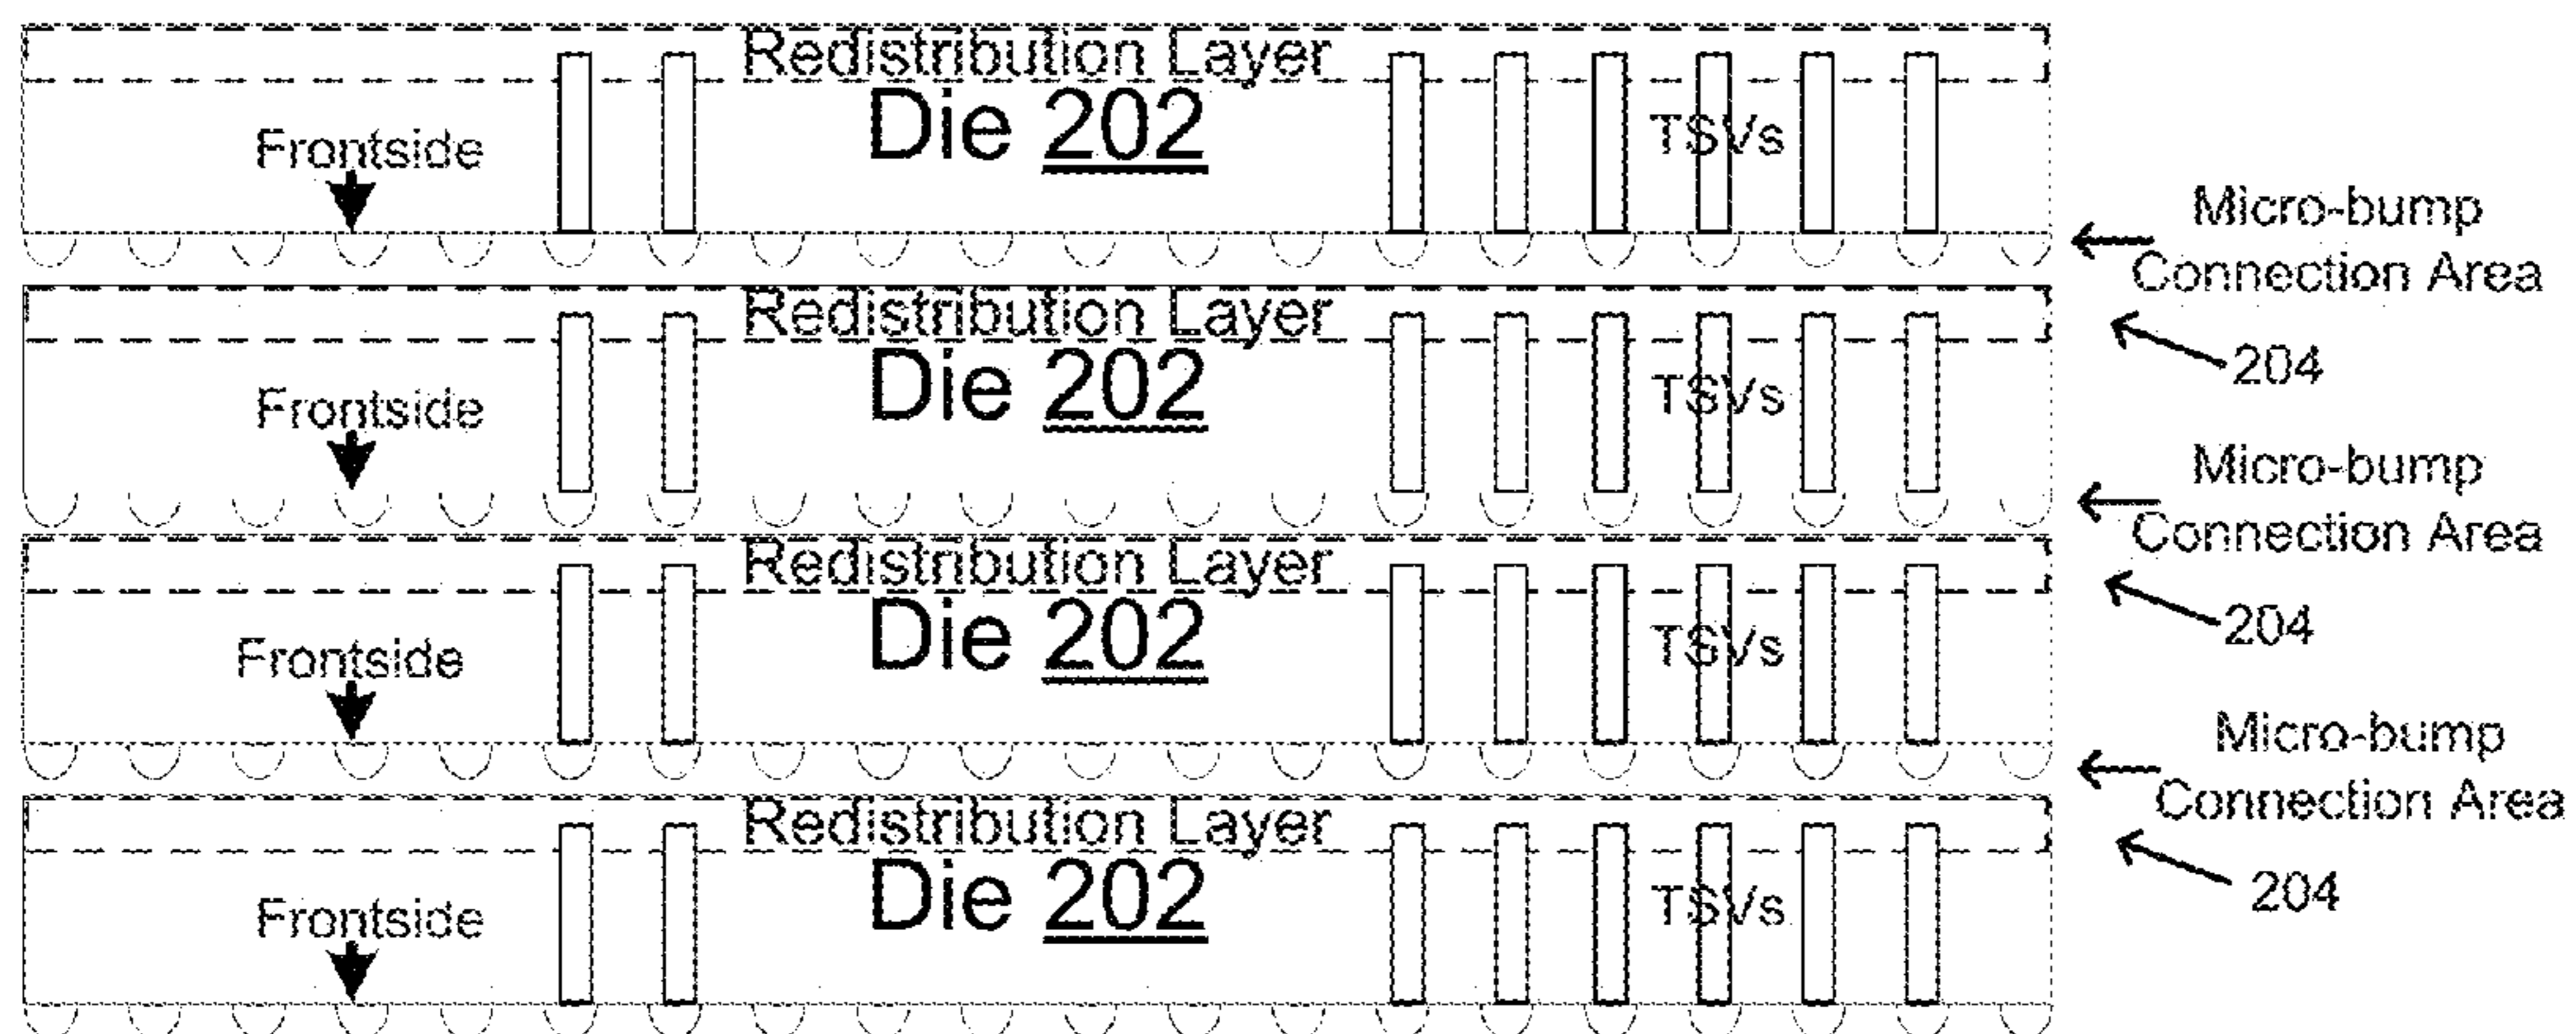 Redistribution Layer
Die 202
Frontside
TSVs
Micro-bump
Connection Area
Redistribution Layer
204
Die 202
Frontside
TSVs
Micro-bump
Connection Area
Redistribution Layer
204
Die 202
Frontside
TSVs
Micro-bump
Connection Area
Redistribution Layer
204
Die 202
Frontside
TSVs